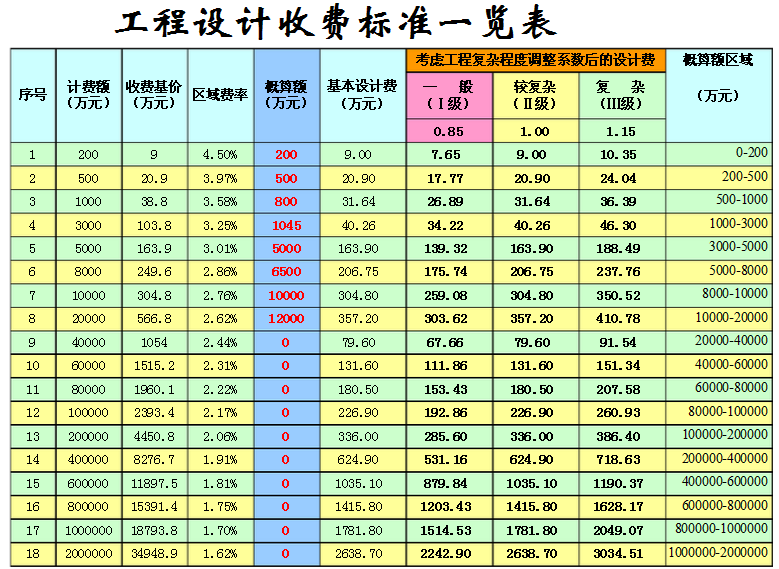 工程设计收费标准一览表
序号 计费额（万元） 收费基价（万元） 区域费率 概算额（万元） 基本设计费（万元） 考虑工程复杂程度调整系数后的设计费 概算额区域（万元）
一 般（Ⅰ级） 较复杂（Ⅱ级） 复 杂（Ⅲ级）
0.85 1.00 1.15
1 200 9 4.50% 200 9.00 7.65 9.00 10.35 0-200
2 500 20.9 3.97% 500 20.90 17.77 20.90 24.04 200-500
3 1000 38.8 3.58% 800 31.64 26.89 31.64 36.39 500-1000
4 3000 103.8 3.25% 1045 40.26 34.22 40.26 46.30 1000-3000
5 5000 163.9 3.01% 5000 163.90 139.32 163.90 188.49 3000-5000
6 8000 249.6 2.86% 6500 206.75 175.74 206.75 237.76 5000-8000
7 10000 304.8 2.76% 10000 304.80 259.08 304.80 350.52 8000-10000
8 20000 566.8 2.62% 12000 357.20 303.62 357.20 410.78 10000-20000
9 40000 1054 2.44% 0 79.60 67.66 79.60 91.54 20000-40000
10 60000 1515.2 2.31% 0 131.60 111.86 131.60 151.34 40000-60000
11 80000 1960.1 2.22% 0 180.50 153.43 180.50 207.58 60000-80000
12 100000 2393.4 2.17% 0 226.90 192.86 226.90 260.93 80000-100000
13 200000 4450.8 2.06% 0 336.00 285.60 336.00 386.40 100000-200000
14 400000 8276.7 1.91% 0 624.90 531.16 624.90 718.63 200000-400000
15 600000 11897.5 1.81% 0 1035.10 879.84 1035.10 1190.37 400000-600000
16 800000 15391.4 1.75% 0 1415.80 1203.43 1415.80 1628.17 600000-800000
17 1000000 18793.8 1.70% 0 1781.80 1514.53 1781.80 2049.07 800000-1000000
18 2000000 34948.9 1.62% 0 2638.70 2242.90 2638.70 3034.51 1000000-2000000